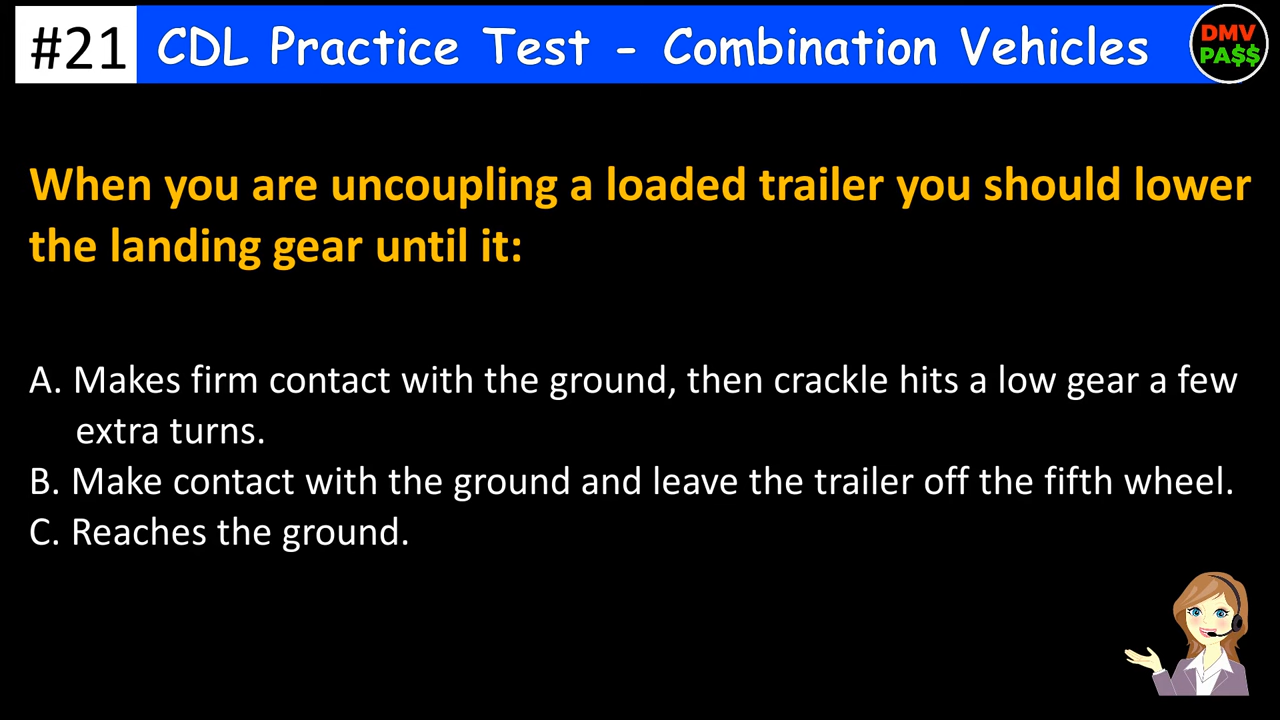 #21 CDL Practice Test - Combination Vehicles
DMV
PA$$
When you are uncoupling a loaded trailer you should lower
the landing gear until it:
A. Makes firm contact with the ground, then crackle hits a low gear a few
extra turns.
B. Make contact with the ground and leave the trailer off the fifth wheel.
C. Reaches the ground.